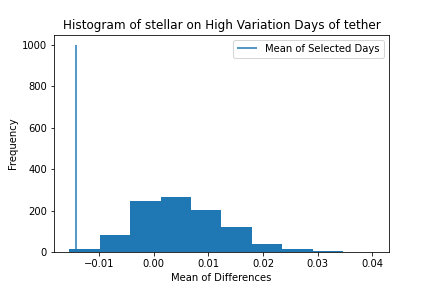 Histogram of stellar on High Variation Days of tether
Mean of Selected Days
Frequency
1000
800
600
400
200
0
−0.01 0.00 0.01 0.02 0.03 0.04
Mean of Differences